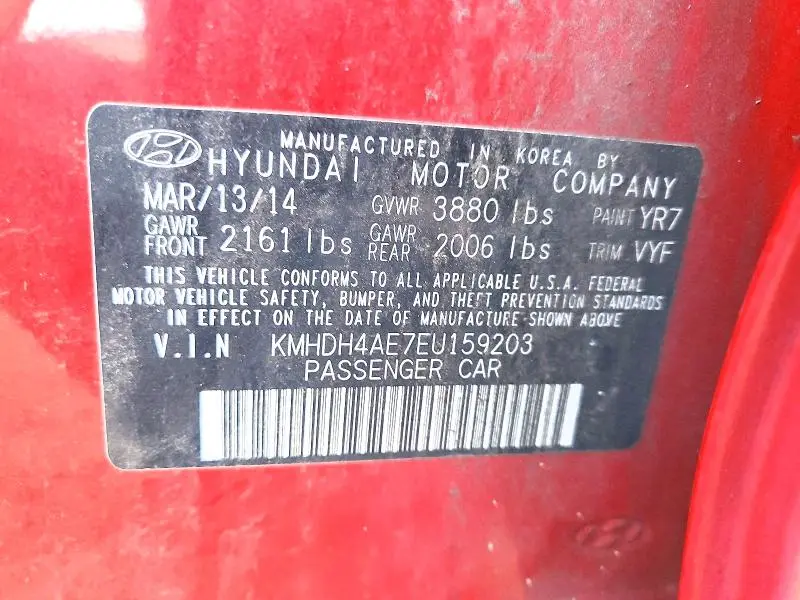 MANUFACTURED IN KOREA BY
HYUNDAI MOTOR COMPANY
MAR/13/14 GVWR 3880 lbs PAINT YR7
GAWR FRONT 2161 lbs GAWR REAR 2006 lbs TRIM VYF
THIS VEHICLE CONFORMS TO ALL APPLICABLE U.S.A. FEDERAL
MOTOR VEHICLE SAFETY, BUMPER, AND THEFT PREVENTION STANDARDS
IN EFFECT ON THE DATE OF MANUFACTURE SHOWN ABOVE
V.I.N KMHDH4AE7EU159203
PASSENGER CAR